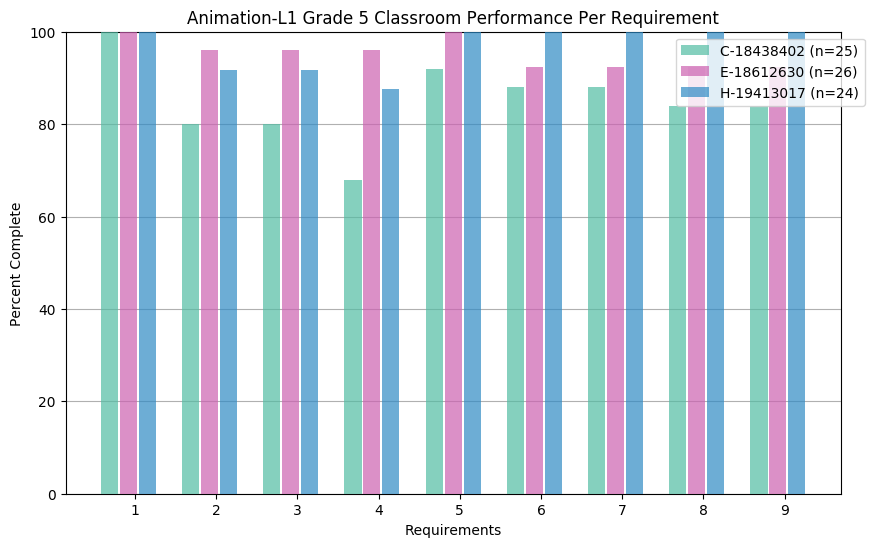 Animation-L1 Grade 5 Classroom Performance Per Requirement
100
80
60
40
20
0
Percent Complete
C-18438402 (n=25)
E-18612630 (n=26)
H-19413017 (n=24)
1 2 3 4 5 6 7 8 9
Requirements